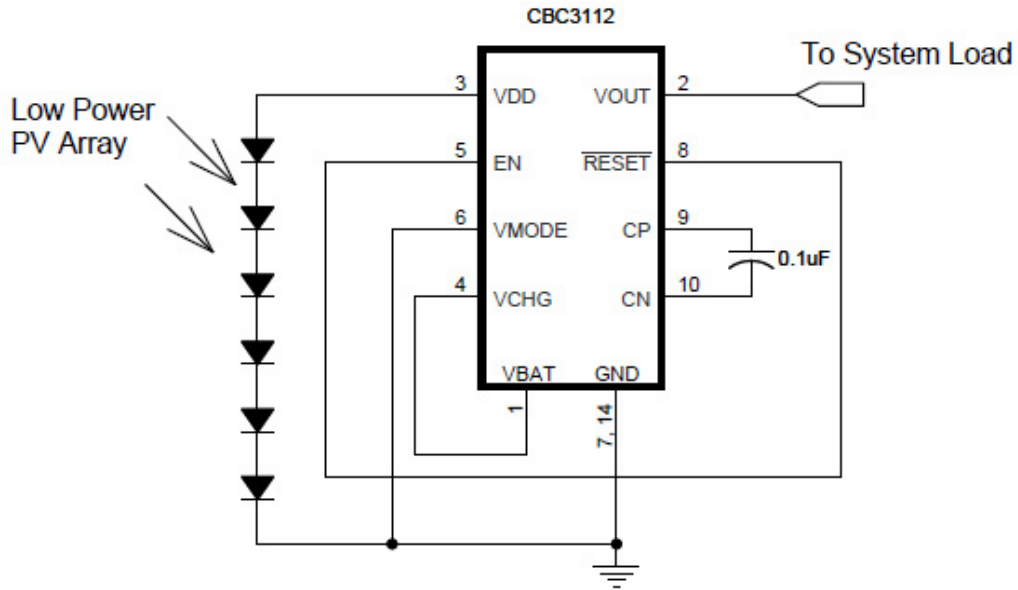 CBC3112
To System Load
Low Power
PV Array
3
VDD
VOUT
2
5
EN
RESET
8
6
VMODE
CP
9
0.1uF
4
VCHG
CN
10
VBAT
GND
1
7, 14